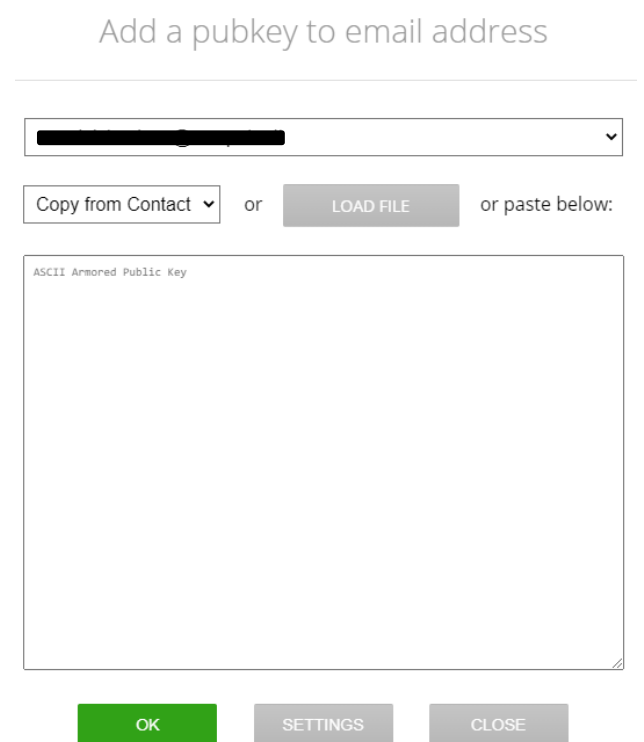 Add a pubkey to email address
Copy from Contact or LOAD FILE or paste below:
ASCII Armored Public Key
OK SETTINGS CLOSE